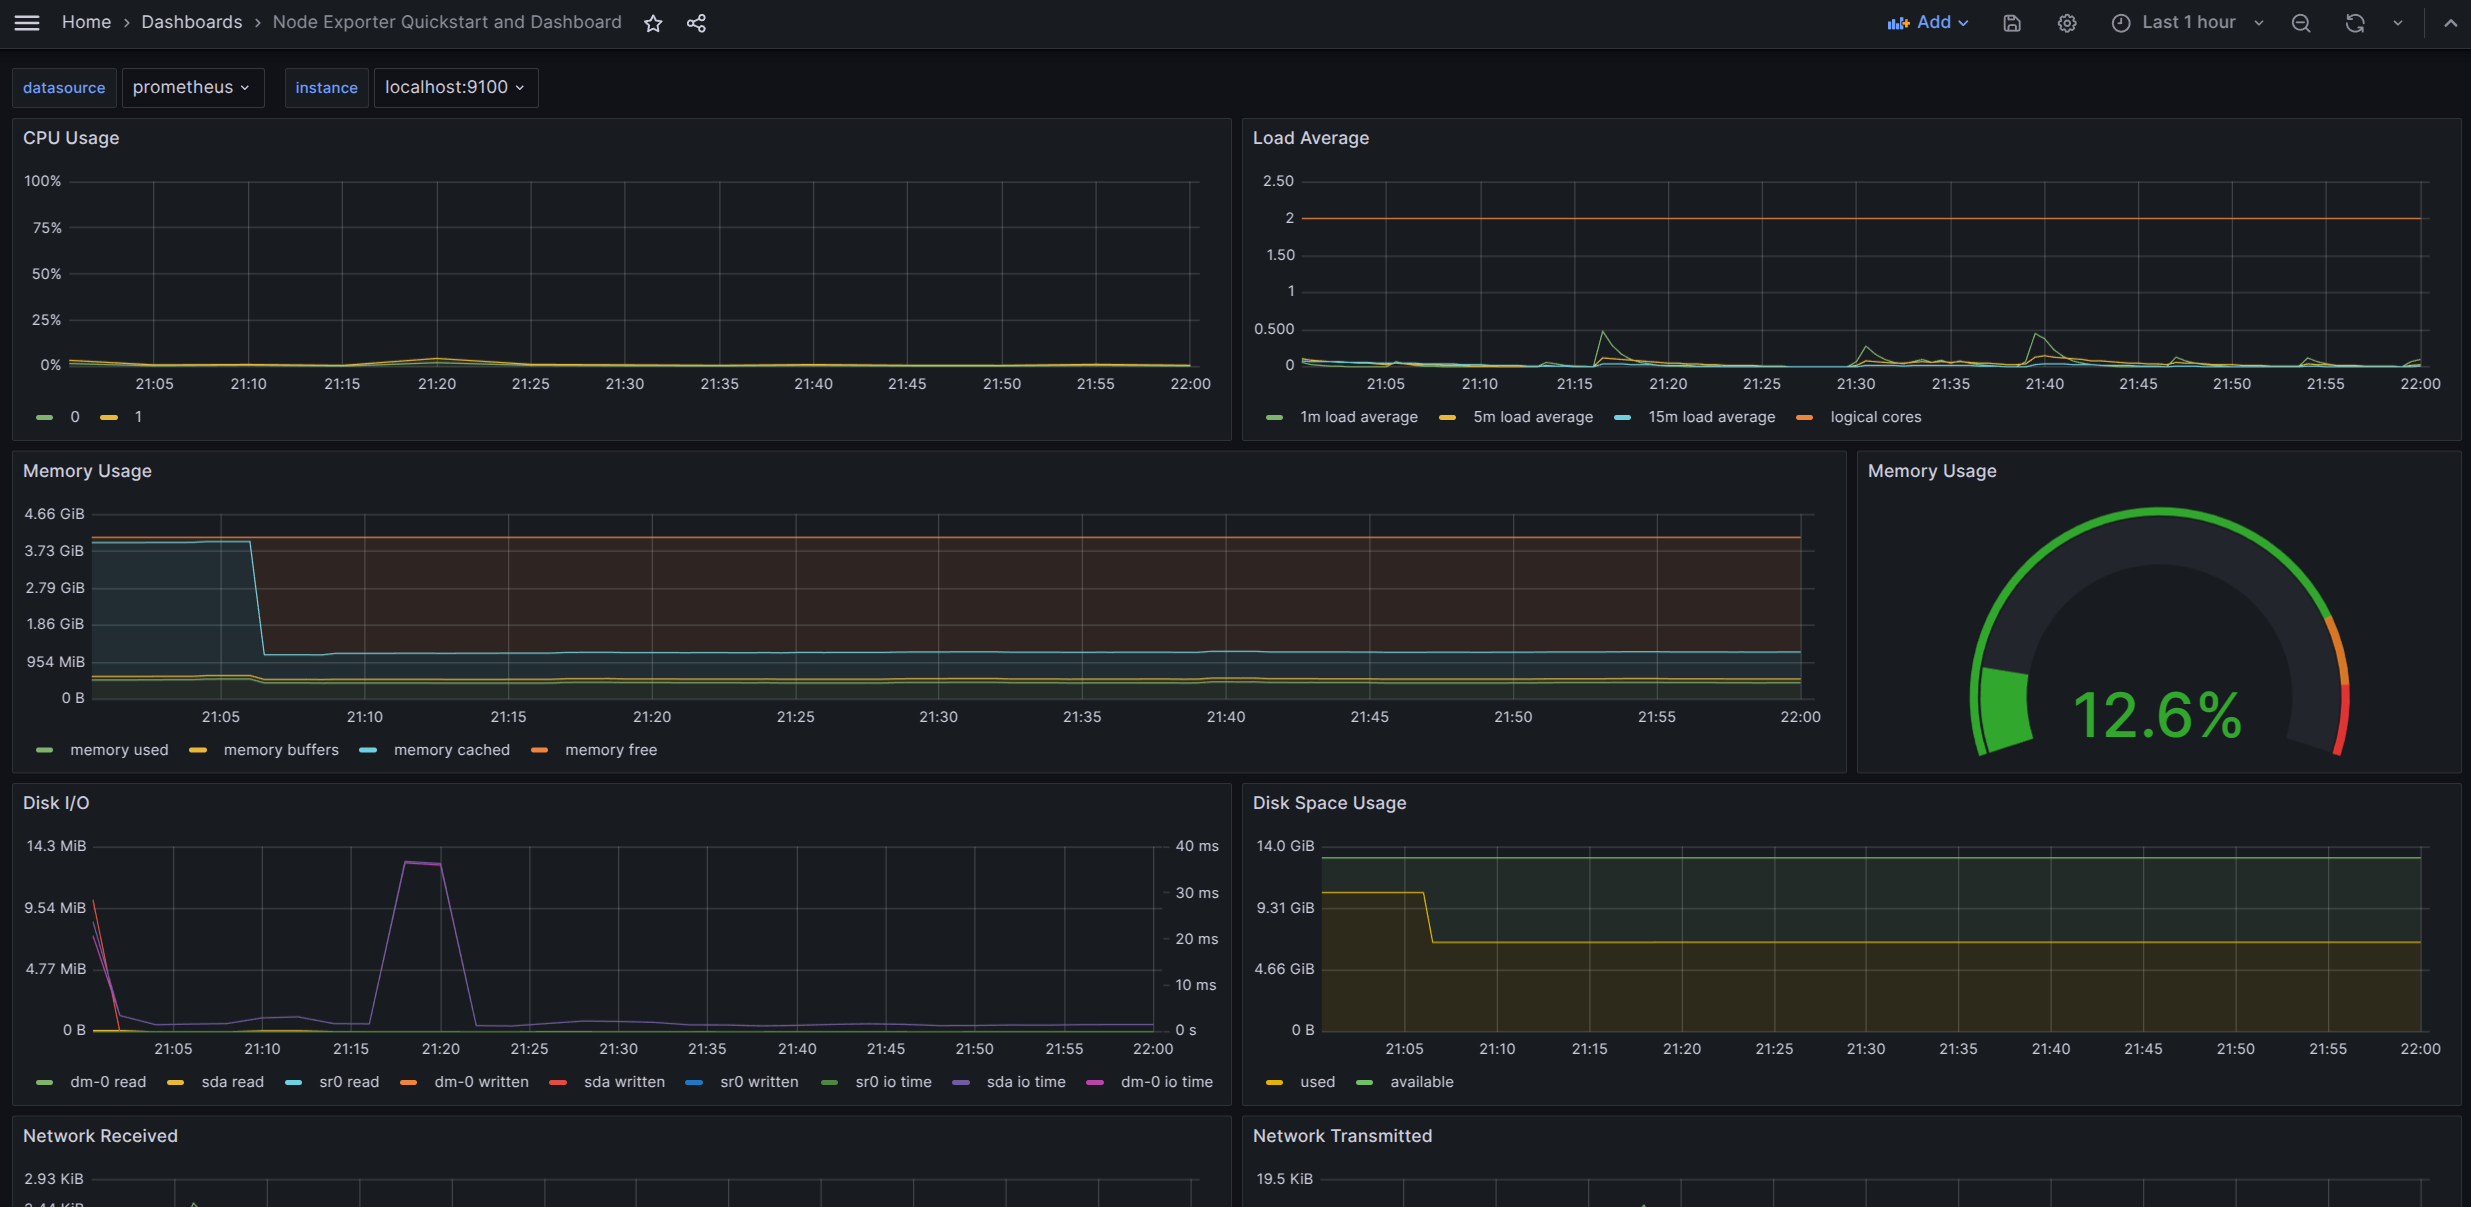 Home > Dashboards > Node Exporter Quickstart and Dashboard
Add
Last 1 hour
datasource prometheus instance localhost:9100
CPU Usage
100%
75%
50%
25%
0%
21:05 21:10 21:15 21:20 21:25 21:30 21:35 21:40 21:45 21:50 21:55 22:00
0 1
Load Average
2.50
2
1.50
1
0.500
0
21:05 21:10 21:15 21:20 21:25 21:30 21:35 21:40 21:45 21:50 21:55 22:00
1m load average 5m load average 15m load average logical cores
Memory Usage
4.66 GiB
3.73 GiB
2.79 GiB
1.86 GiB
954 MiB
0 B
21:05 21:10 21:15 21:20 21:25 21:30 21:35 21:40 21:45 21:50 21:55 22:00
memory used memory buffers memory cached memory free
Memory Usage
12.6%
Disk I/O
14.3 MiB
9.54 MiB
4.77 MiB
0 B
40 ms
30 ms
20 ms
10 ms
0 s
21:05 21:10 21:15 21:20 21:25 21:30 21:35 21:40 21:45 21:50 21:55 22:00
dm-0 read sda read sr0 read dm-0 written sda written sr0 written sr0 io time sda io time dm-0 io time
Disk Space Usage
14.0 GiB
9.31 GiB
4.66 GiB
0 B
21:05 21:10 21:15 21:20 21:25 21:30 21:35 21:40 21:45 21:50 21:55 22:00
used available
Network Received
2.93 KiB
2.44 KiB
Network Transmitted
19.5 KiB